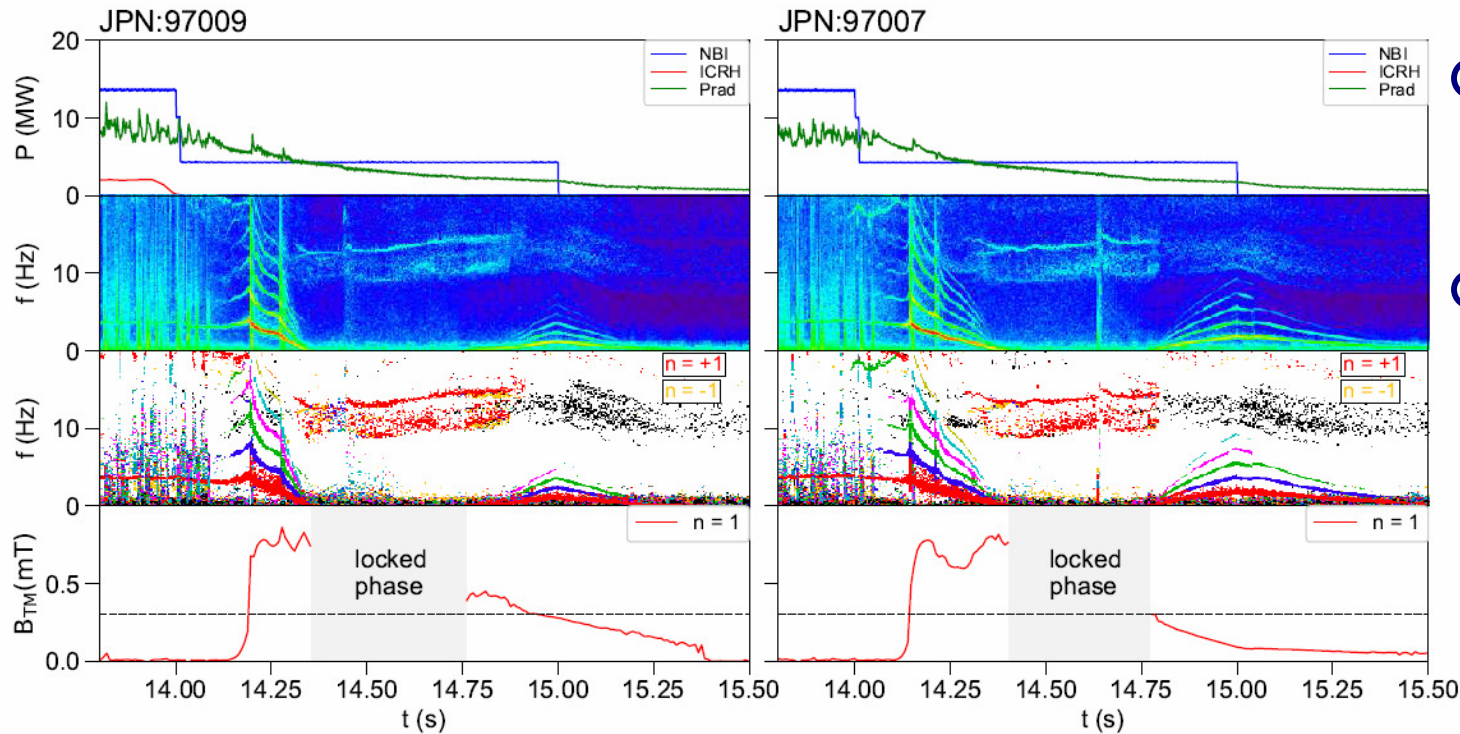 JPN:97009
20
10
0
P (MW)
NBI
ICRH
Prad
10
0
f (Hz)
10
0
f (Hz)
n = +1
n = -1
0.5
0.0
B_TM (mT)
n = 1
locked
phase
14.00 14.25 14.50 14.75 15.00 15.25 15.50
t (s)
JPN:97007
NBI
ICRH
Prad
n = +1
n = -1
n = 1
locked
phase
14.00 14.25 14.50 14.75 15.00 15.25 15.50
t (s)